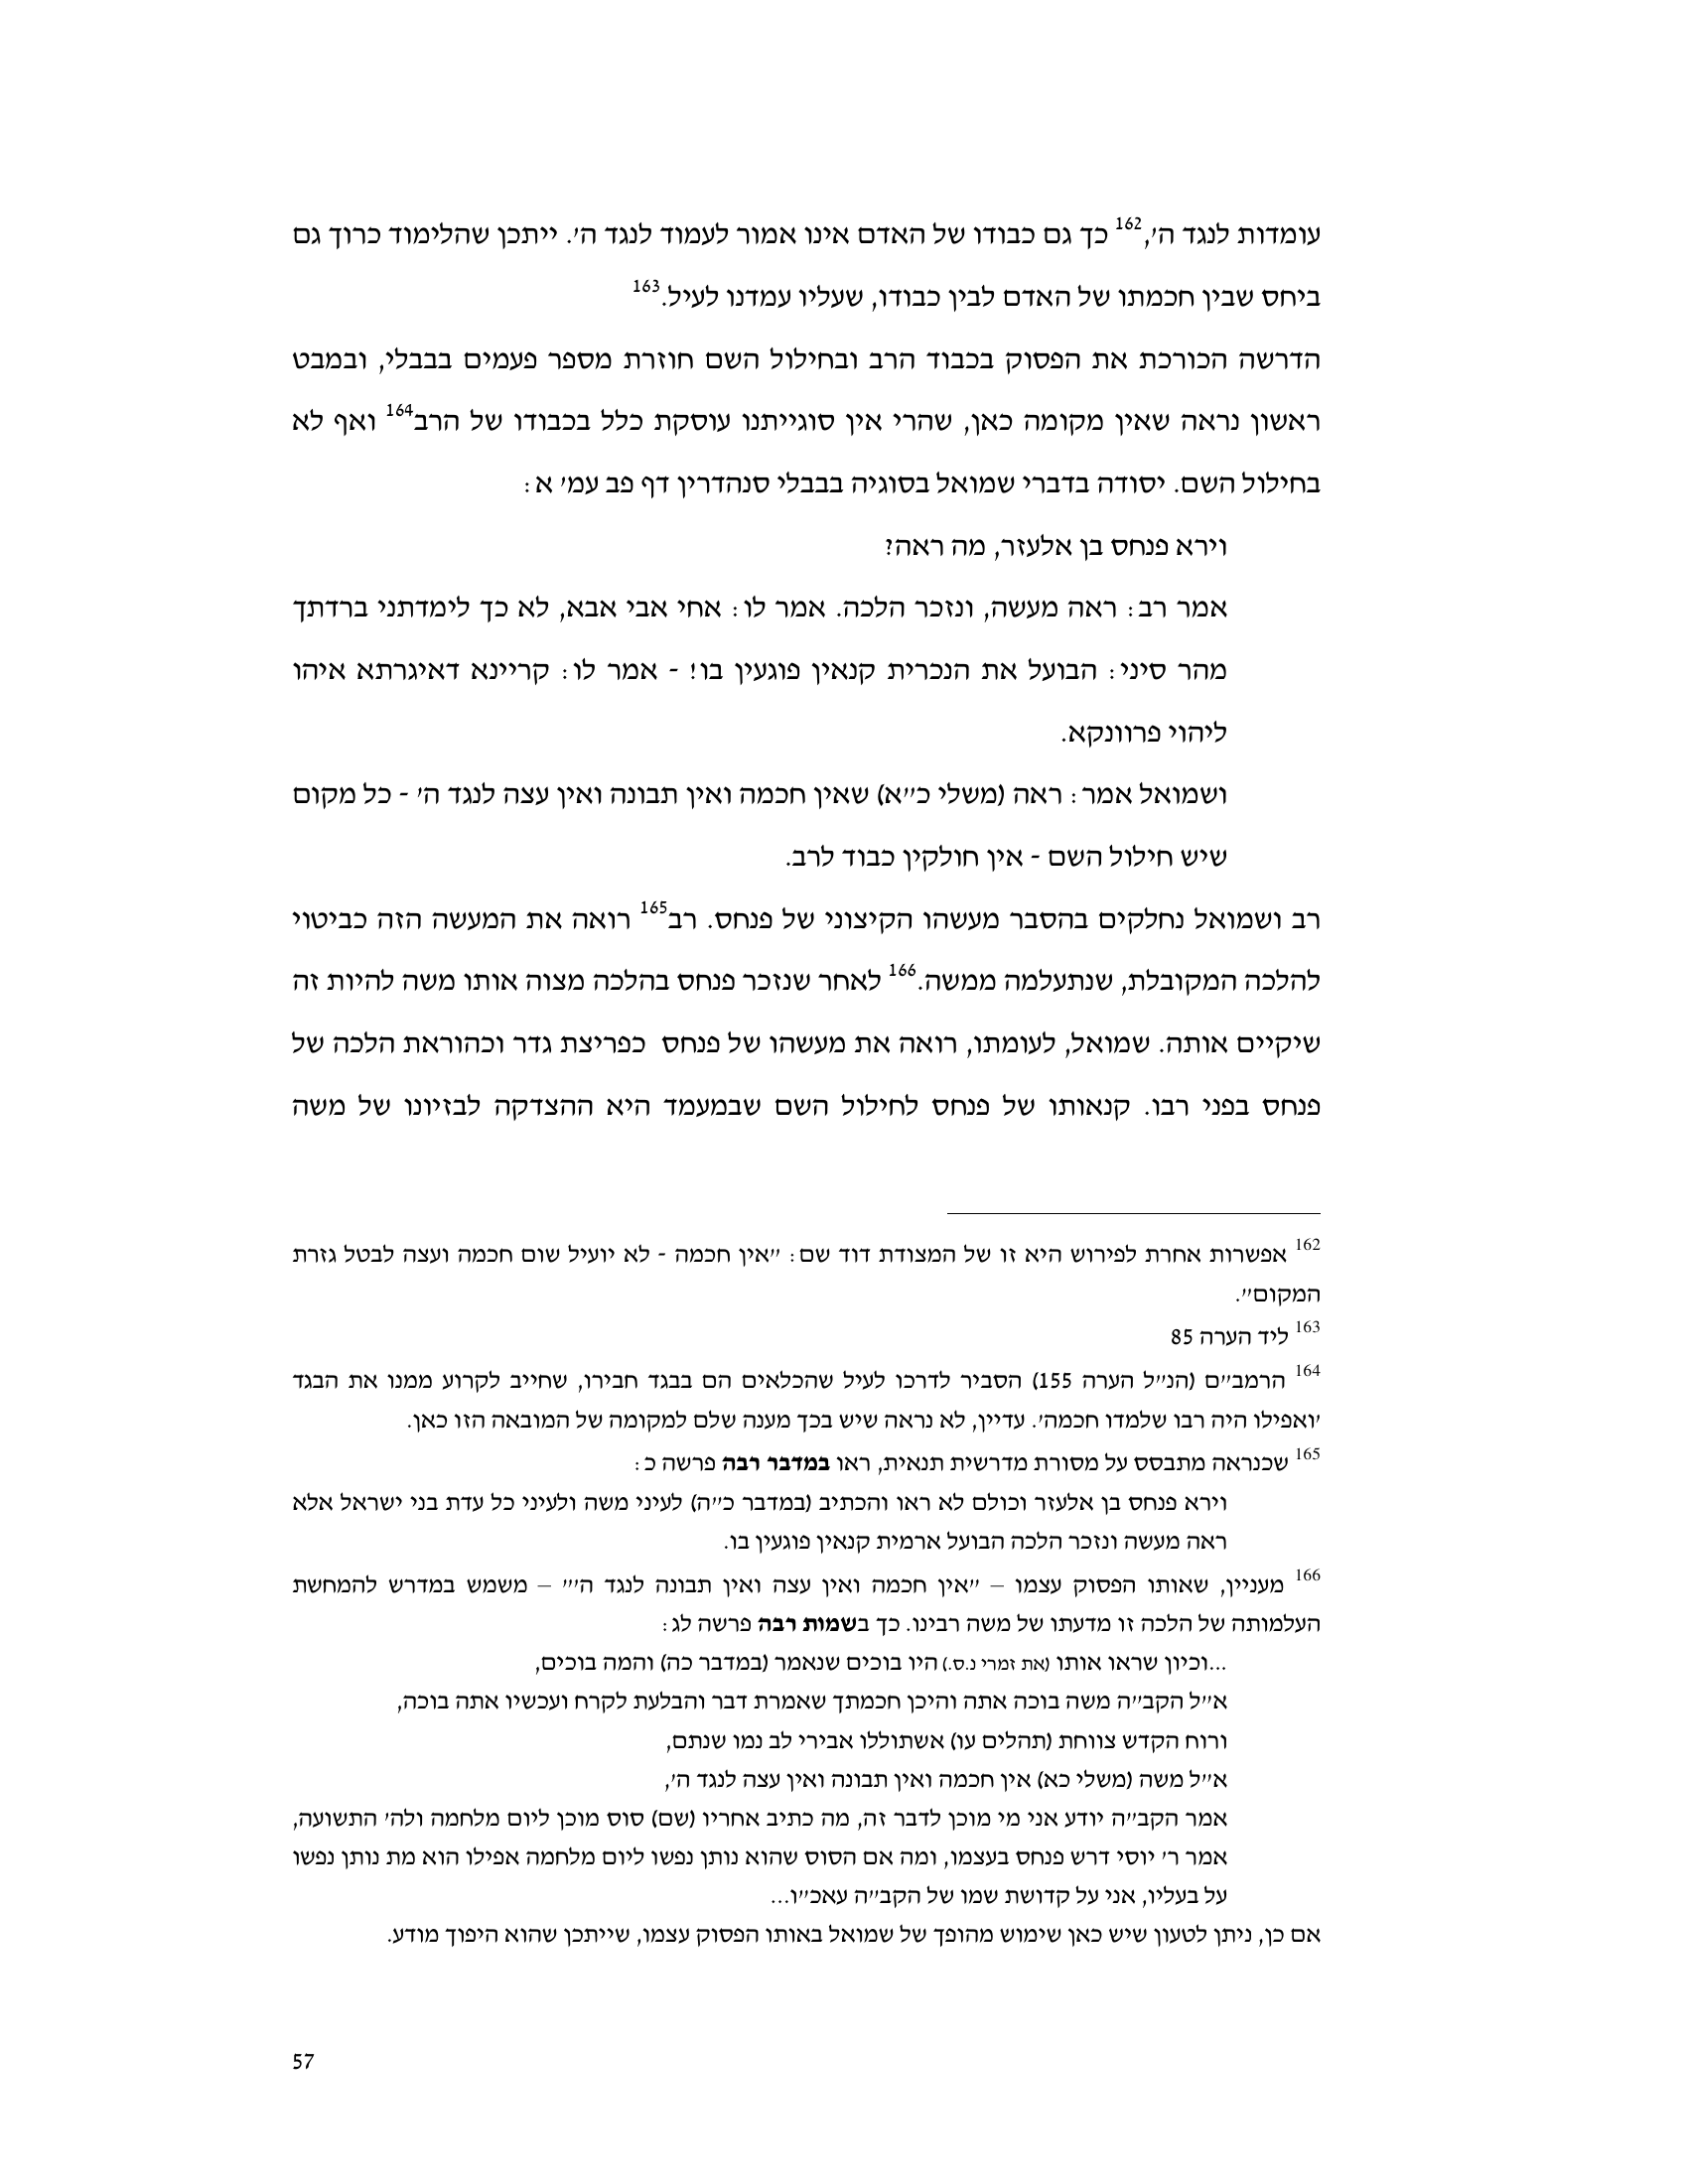 עומדות לנגד ה',162 כך גם כבודו של האדם אינו אמור לעמוד לנגד ה'. ייתכן שהלימוד כרוך גם
ביחס שבין חכמתו של האדם לבין כבודו, שעליו עמדנו לעיל.163
הדרשה הכורכת את הפסוק בכבוד הרב ובחילול השם חוזרת מספר פעמים בבבלי, ובמבט
ראשון נראה שאין מקומה כאן, שהרי אין סוגייתנו עוסקת כלל בכבודו של הרב164 ואף לא
בחילול השם. יסודה בדברי שמואל בסוגיה בבבלי סנהדרין דף פב עמ' א:
וירא פנחס בן אלעזר, מה ראה?
אמר רב: ראה מעשה, ונזכר הלכה. אמר לו: אחי אבי אבא, לא כך לימדתני ברדתך
מהר סיני: הבועל את הנכרית קנאין פוגעין בו! - אמר לו: קריינא דאיגרתא איהו
ליהוי פרוונקא.
ושמואל אמר: ראה (משלי כ"א) שאין חכמה ואין תבונה ואין עצה לנגד ה' - כל מקום
שיש חילול השם - אין חולקין כבוד לרב.
רב ושמואל נחלקים בהסבר מעשהו הקיצוני של פנחס. רב165 רואה את המעשה הזה כביטוי
להלכה המקובלת, שנתעלמה ממשה.166 לאחר שנזכר פנחס בהלכה מצוה אותו משה להיות זה
שיקיים אותה. שמואל, לעומתו, רואה את מעשהו של פנחס כפריצת גדר וכהוראת הלכה של
פנחס בפני רבו. קנאותו של פנחס לחילול השם שבמעמד היא ההצדקה לבזיונו של משה
162 אפשרות אחרת לפירוש היא זו של המצודת דוד שם: "אין חכמה - לא יועיל שום חכמה ועצה לבטל גזרת
המקום".
163 ליד הערה 85
164 הרמב"ם (הנ"ל הערה 155) הסביר לדרכו לעיל שהכלאים הם בבגד חבירו, שחייב לקרוע ממנו את הבגד
'ואפילו היה רבו שלמדו חכמה'. עדיין, לא נראה שיש בכך מענה שלם למקומה של המובאה הזו כאן.
165 שכנראה מתבסס על מסורת מדרשית תנאית, ראו במדבר רבה פרשה כ:
וירא פנחס בן אלעזר וכולם לא ראו והכתיב (במדבר כ"ה) לעיני משה ולעיני כל עדת בני ישראל אלא
ראה מעשה ונזכר הלכה הבועל ארמית קנאין פוגעין בו.
166 מעניין, שאותו הפסוק עצמו – "אין חכמה ואין עצה ואין תבונה לנגד ה'" – משמש במדרש להמחשת
העלמותה של הלכה זו מדעתו של משה רבינו. כך בשמות רבה פרשה לג:
...וכיון שראו אותו (את זמרי נ.ס.) היו בוכים שנאמר (במדבר כה) והמה בוכים,
א"ל הקב"ה משה בוכה אתה והיכן חכמתך שאמרת דבר והבלעת לקרח ועכשיו אתה בוכה,
ורוח הקדש צווחת (תהלים עו) אשתוללו אבירי לב נמו שנתם,
א"ל משה (משלי כא) אין חכמה ואין תבונה ואין עצה לנגד ה',
אמר הקב"ה יודע אני מי מוכן לדבר זה, מה כתיב אחריו (שם) סוס מוכן ליום מלחמה ולה' התשועה,
אמר ר' יוסי דרש פנחס בעצמו, ומה אם הסוס שהוא נותן נפשו ליום מלחמה אפילו הוא מת נותן נפשו
על בעליו, אני על קדושת שמו של הקב"ה עאכ"ו...
אם כן, ניתן לטעון שיש כאן שימוש מהופך של שמואל באותו הפסוק עצמו, שייתכן שהוא היפוך מודע.
57